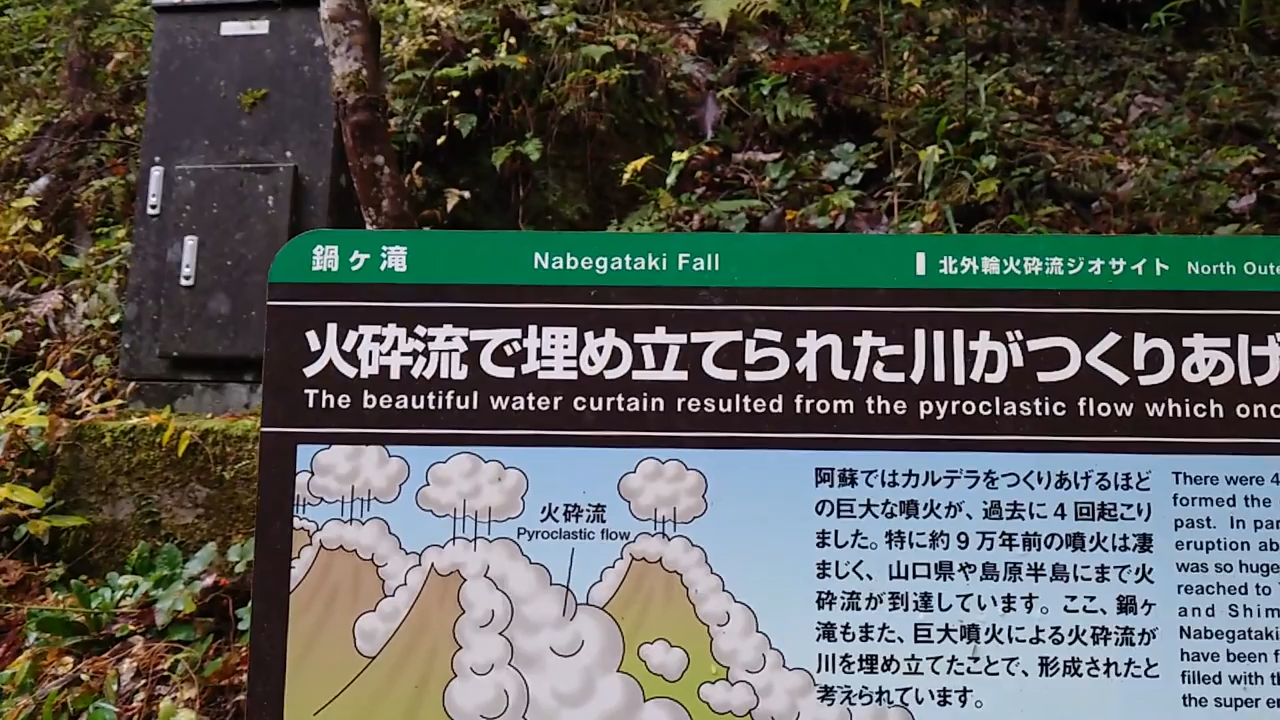 鍋ヶ滝 Nabegataki Fall ▌北外輪火砕流ジオサイト North
火砕流で埋め立てられた川がつくりあげ
The beautiful water curtain resulted from the pyroclastic flow which
火砕流
Pyroclastic flow
阿蘇ではカルデラをつくりあげるほど
の巨大な噴火が、過去に4回起こり
ました。特に約9万年前の噴火は凄
まじく、山口県や島原半島にまで火
砕流が到達しています。ここ、鍋ヶ
滝もまた、巨大噴火による火砕流が
川を埋め立てたことで、形成されたと
考えられています。
There were 4
formed the
past. In
eruption
was so huge
reached to
and
Nabegataki
have been
filled with
the super